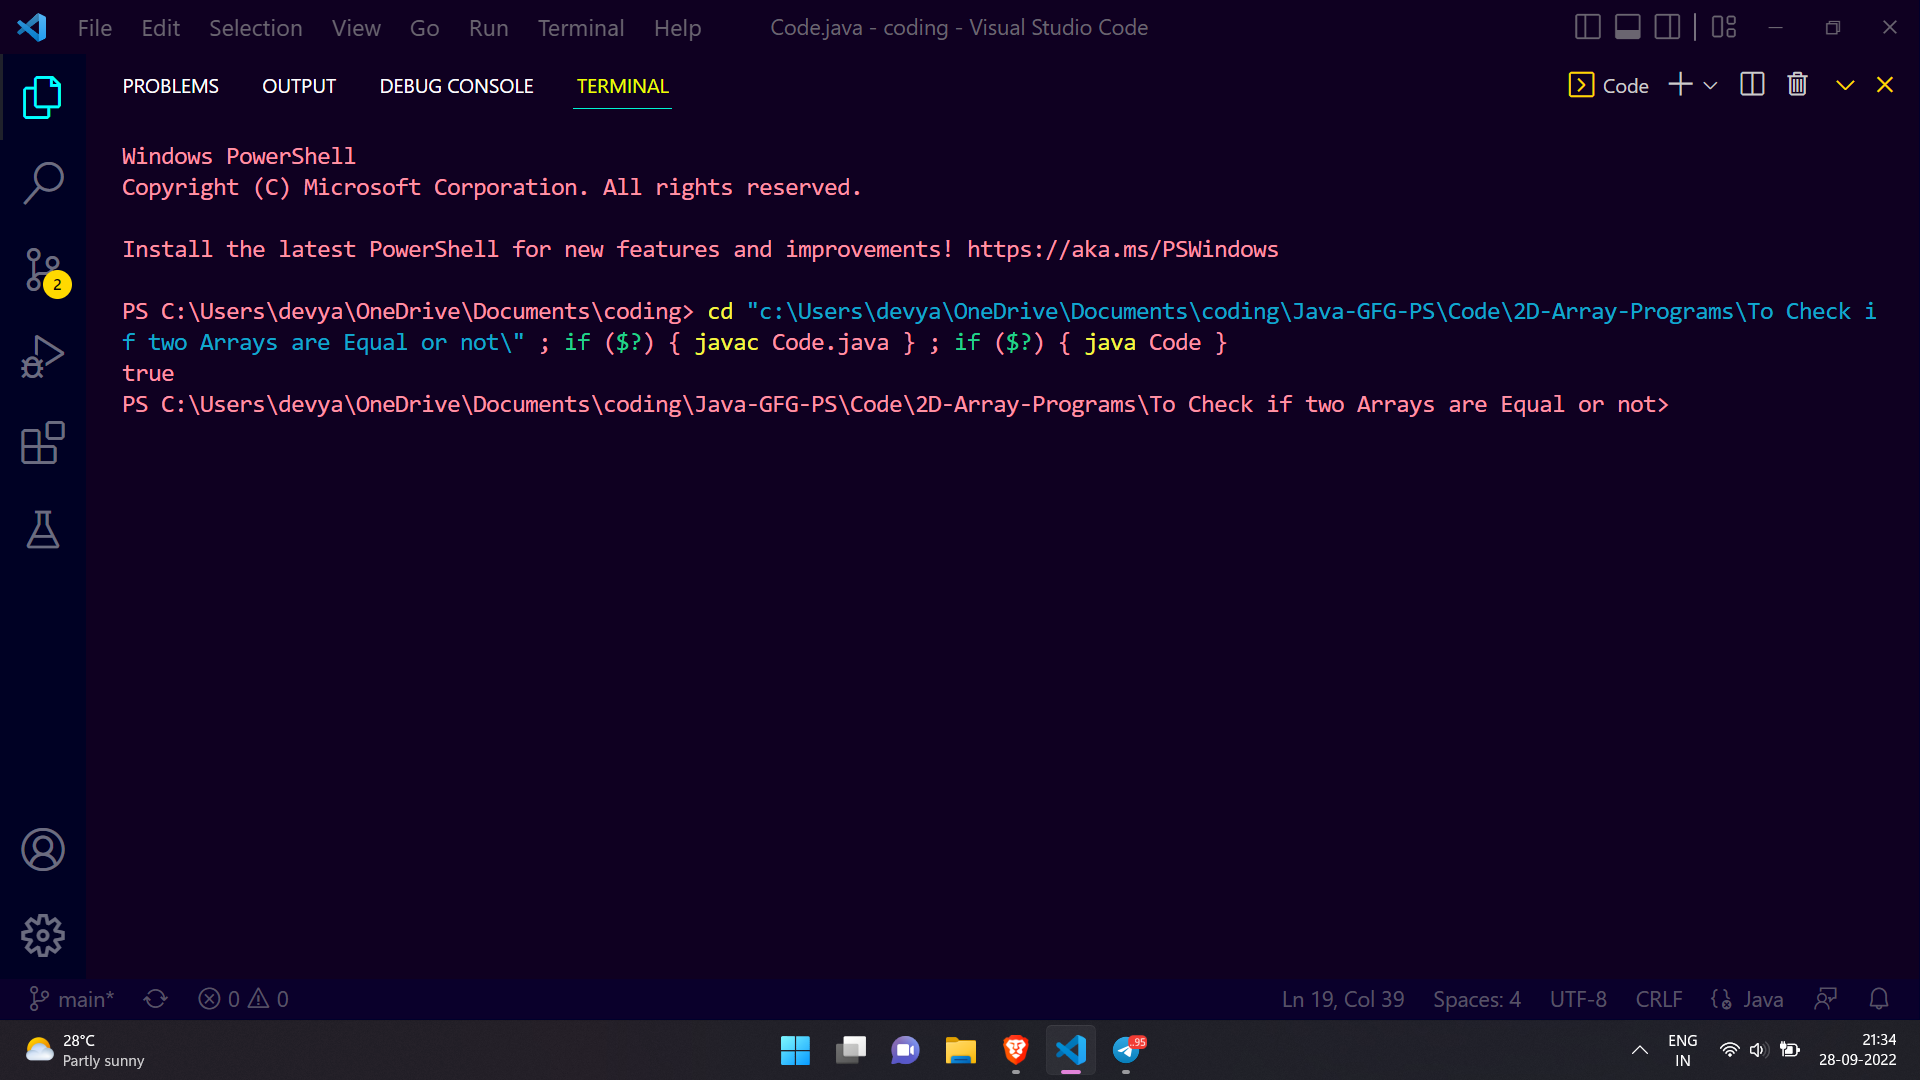 File Edit Selection View Go Run Terminal Help Code.java - coding - Visual Studio Code
PROBLEMS OUTPUT DEBUG CONSOLE TERMINAL Code
Windows PowerShell
Copyright (C) Microsoft Corporation. All rights reserved.
Install the latest PowerShell for new features and improvements! https://aka.ms/PSWindows
PS C:\Users\devya\OneDrive\Documents\coding> cd "c:\Users\devya\OneDrive\Documents\coding\Java-GFG-PS\Code\2D-Array-Programs\To Check i
f two Arrays are Equal or not\" ; if ($?) { javac Code.java } ; if ($?) { java Code }
true
PS C:\Users\devya\OneDrive\Documents\coding\Java-GFG-PS\Code\2D-Array-Programs\To Check if two Arrays are Equal or not>
2
main* 0 0 Ln 19, Col 39 Spaces: 4 UTF-8 CRLF Java
28°C
Partly sunny
95
ENG
IN
21:34
28-09-2022